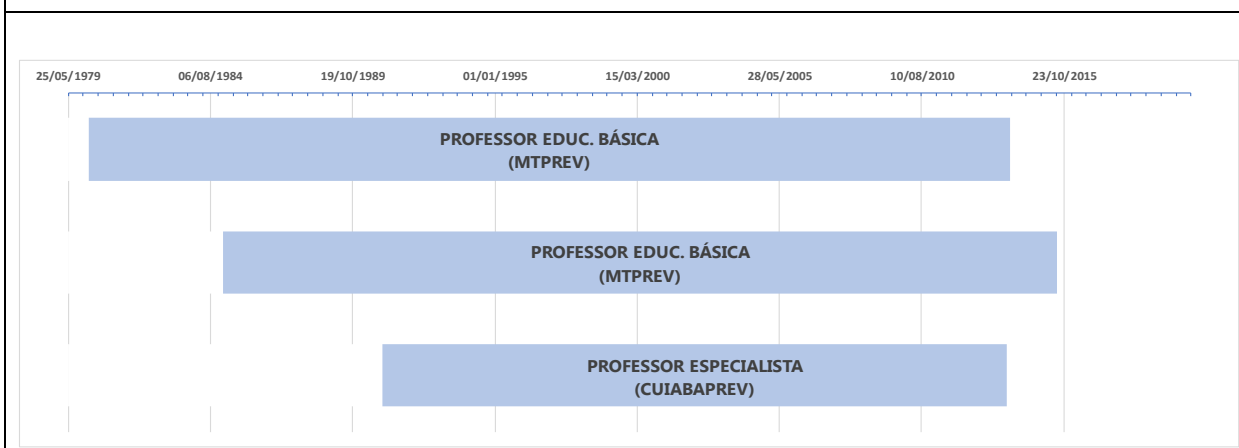 25/05/1979 06/08/1984 19/10/1989 01/01/1995 15/03/2000 28/05/2005 10/08/2010 23/10/2015
PROFESSOR EDUC. BÁSICA
(MTPREV)
PROFESSOR EDUC. BÁSICA
(MTPREV)
PROFESSOR ESPECIALISTA
(CUIABAPREV)